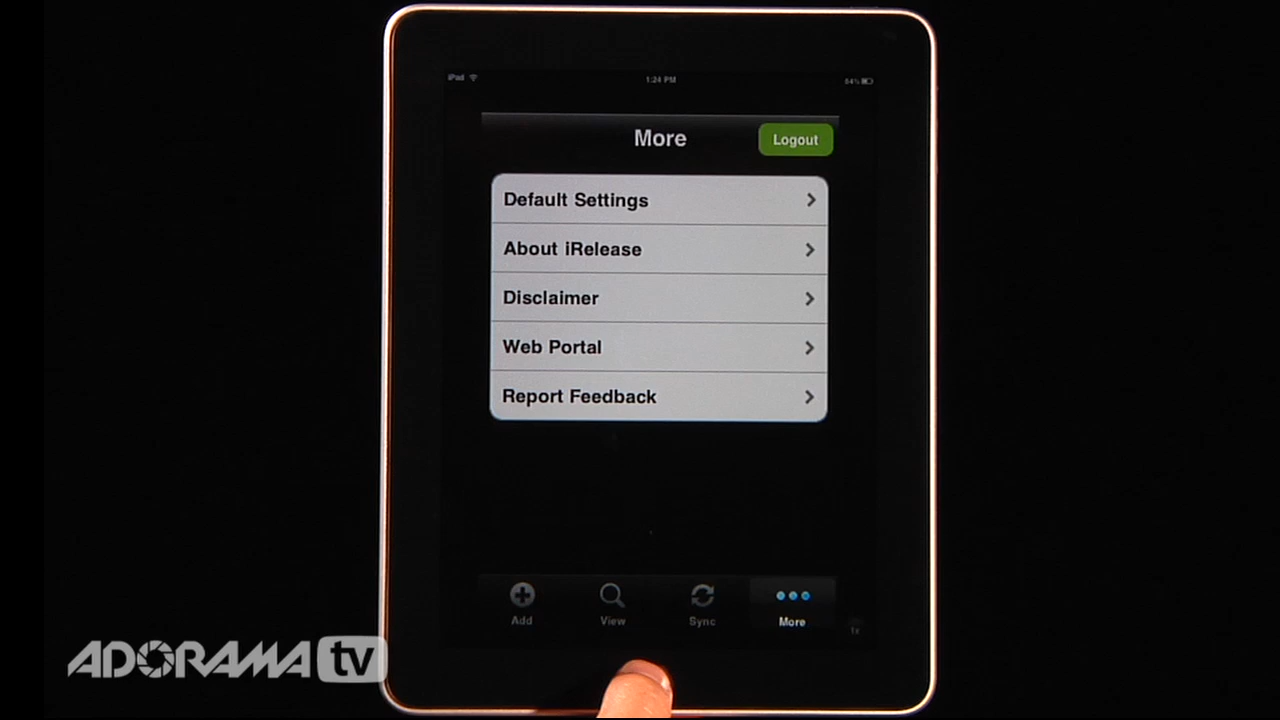 iPad 1:24 PM 64%
More Logout
Default Settings
About iRelease
Disclaimer
Web Portal
Report Feedback
Add View Sync More
1x
ADORAMA tv